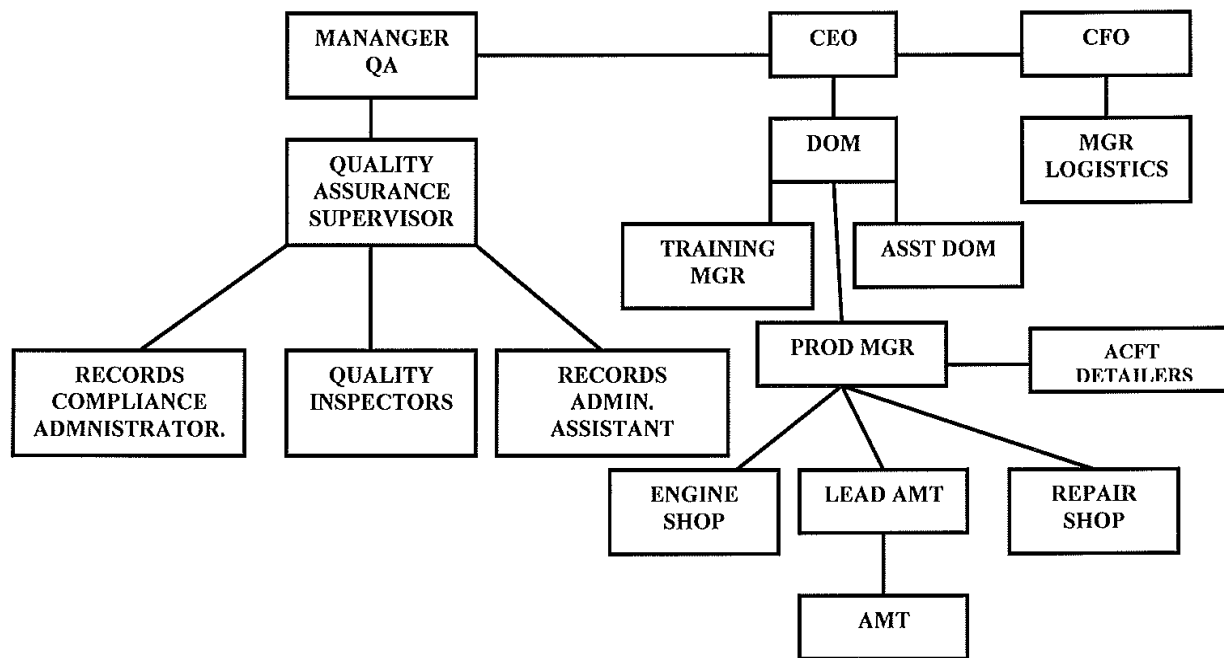 MANANGER
QA
CEO
CFO
QUALITY
ASSURANCE
SUPERVISOR
DOM
MGR
LOGISTICS
TRAINING
MGR
ASST DOM
PROD MGR
ACFT
DETAILERS
RECORDS
COMPLIANCE
ADMNISTRATOR.
QUALITY
INSPECTORS
RECORDS
ADMIN.
ASSISTANT
ENGINE
SHOP
LEAD AMT
REPAIR
SHOP
AMT